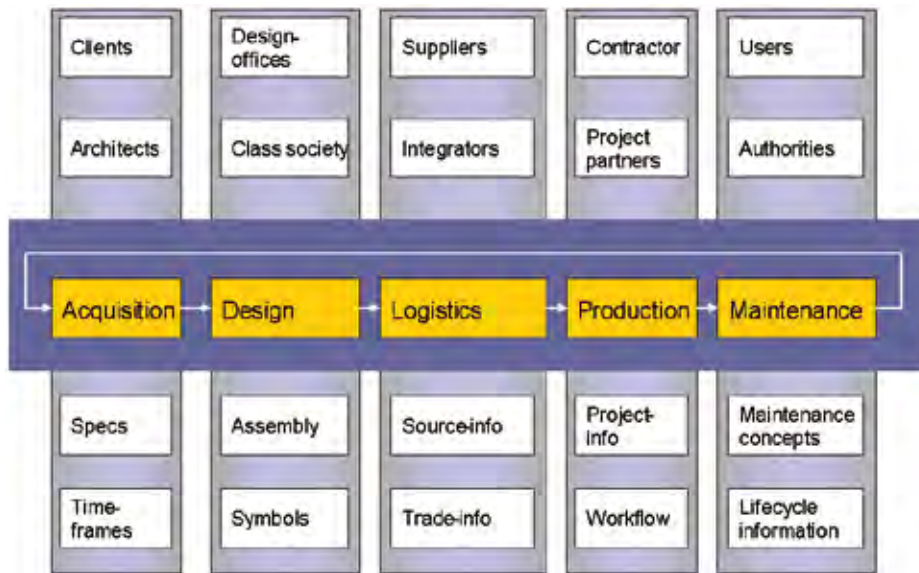 Clients
Design-
offices
Suppliers
Contractor
Users
Architects
Class society
Integrators
Project
partners
Authorities
Acquisition
Design
Logistics
Production
Maintenance
Specs
Assembly
Source-info
Project-
info
Maintenance
concepts
Time-
frames
Symbols
Trade-info
Workflow
Lifecycle
information